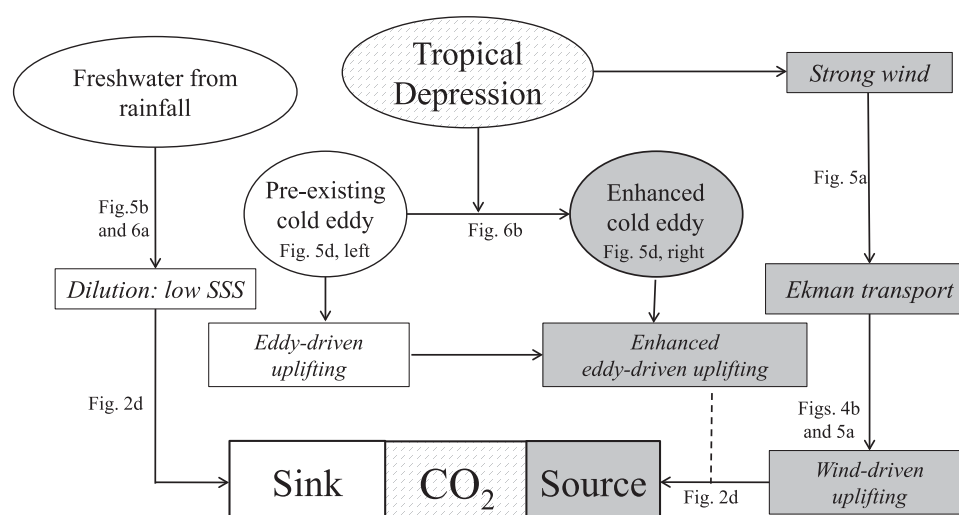 Freshwater from
rainfall
Tropical
Depression
Strong wind
Fig.5b
and 6a
Pre-existing
cold eddy
Fig. 5d, left
Fig. 6b
Enhanced
cold eddy
Fig. 5d, right
Fig. 5a
Dilution: low SSS
Ekman transport
Eddy-driven
uplifting
Enhanced
eddy-driven uplifting
Fig. 2d
Figs. 4b
and 5a
Sink
CO₂
Source
Fig. 2d
Wind-driven
uplifting